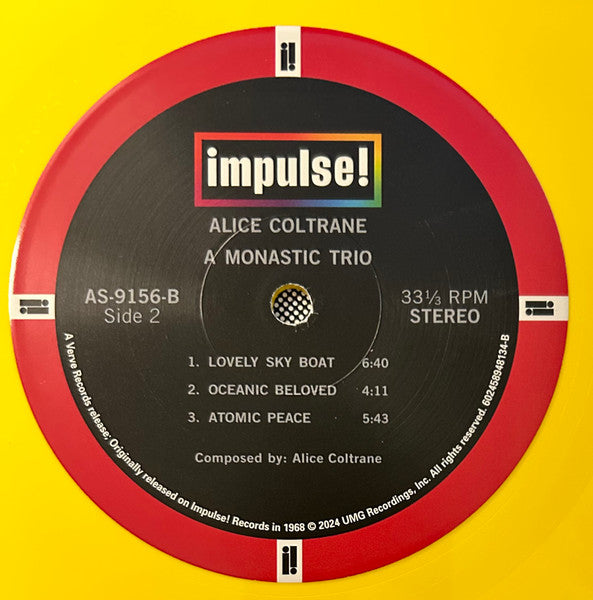 impulse!
ALICE COLTRANE
A MONASTIC TRIO
AS-9156-B
Side 2
33⅓ RPM
STEREO
1. LOVELY SKY BOAT 6:40
2. OCEANIC BELOVED 4:11
3. ATOMIC PEACE 5:43
Composed by: Alice Coltrane
A Verve Records release; Originally released on Impulse! Records in 1968 © 2024 UMG Recordings, Inc. All rights reserved. 602458948134-B